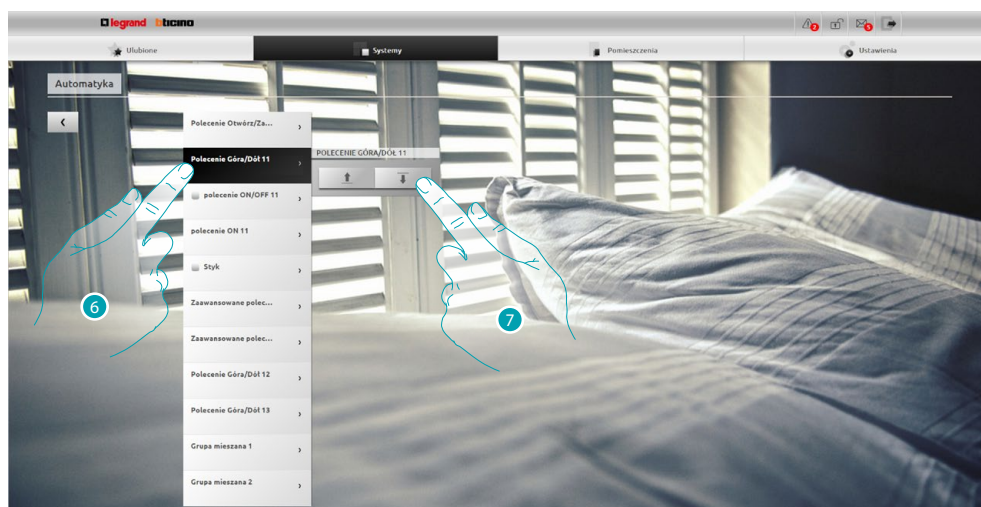 legrand bticino
2
5
Ulubione
Systemy
Pomieszczenia
Ustawienia
Automatyka
Polecenie Otwórz/Za...
Polecenie Góra/Dół 11
POLECENIE GÓRA/DÓŁ 11
polecenie ON/OFF 11
polecenie ON 11
Styk
Zaawansowane polec...
Zaawansowane polec...
Polecenie Góra/Dół 12
Polecenie Góra/Dół 13
Grupa mieszana 1
Grupa mieszana 2
6
7